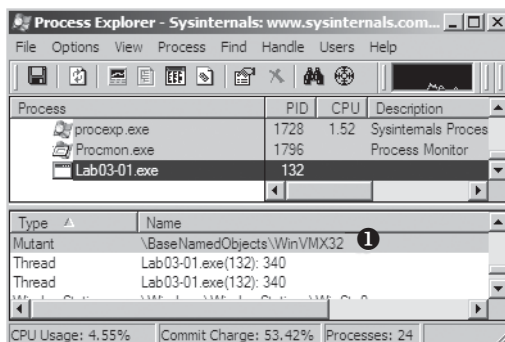 Process Explorer - Sysinternals: www.sysinternals.com...
File Options View Process Find Handle Users Help
Process PID CPU Description
procexp.exe 1728 1.52 Sysinternals Proces
Procmon.exe 1796 Process Monitor
Lab03-01.exe 132
Type Name
Mutant \BaseNamedObjects\WinVMX32 ❶
Thread Lab03-01.exe(132): 340
Thread Lab03-01.exe(132): 340
CPU Usage: 4.55% Commit Charge: 53.42% Processes: 24